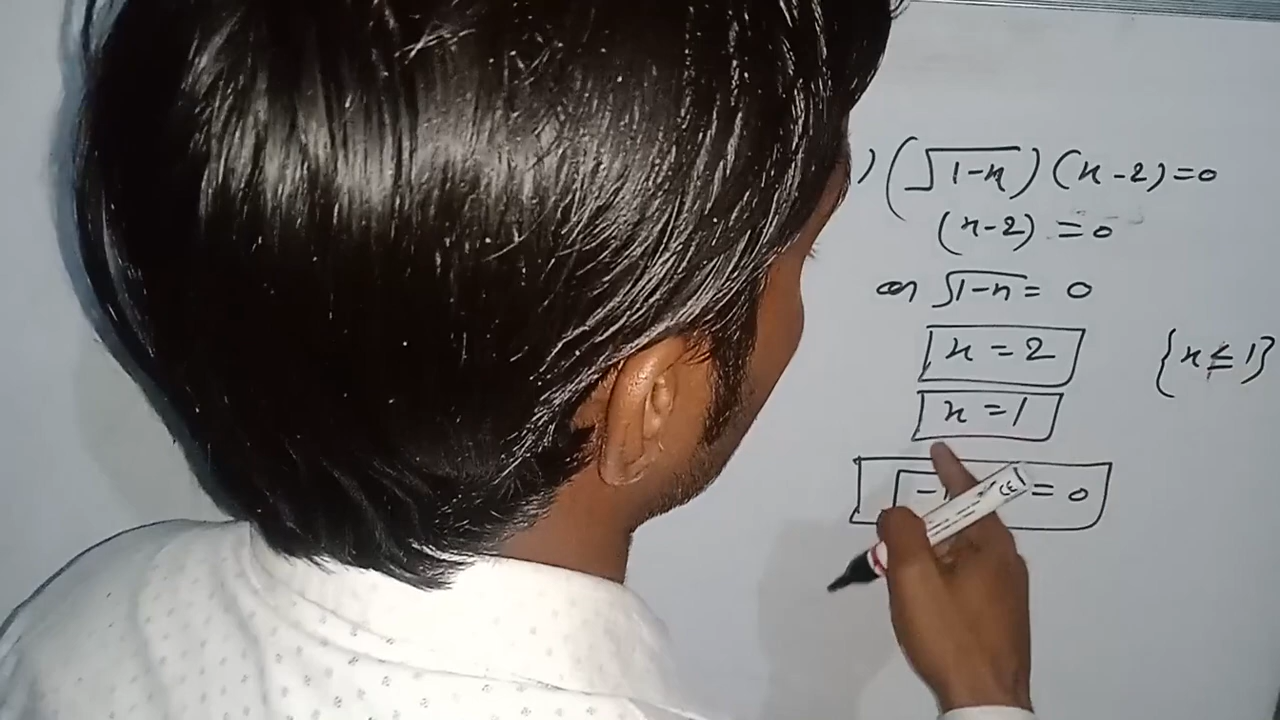 ) (√1-x) (x-2)=0
(x-2) = 0
or √1-x = 0
x = 2
{x ≤ 1}
x = 1
= 0